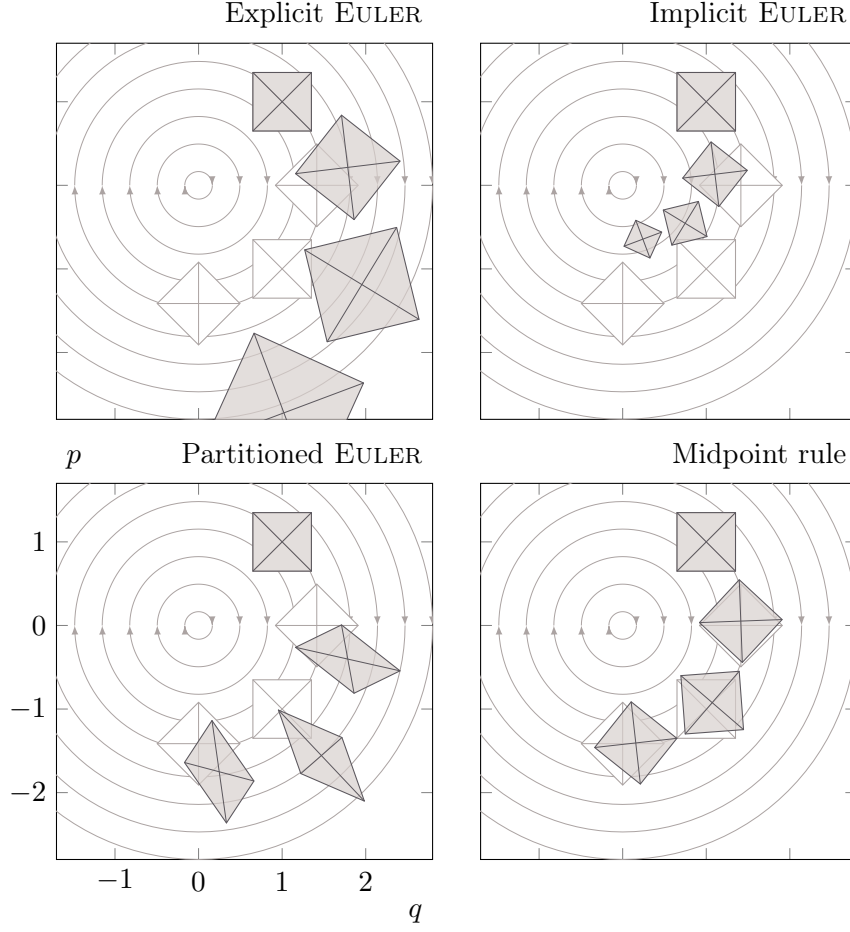 Explicit EULER
Implicit EULER
p
Partitioned EULER
Midpoint rule
1
0
−1
−2
−1
0
1
2
q